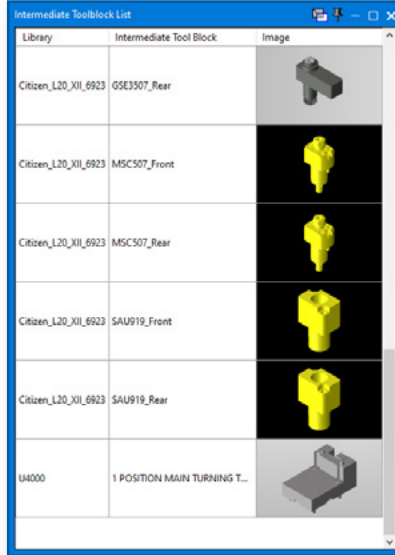 Intermediate Toolblock List
Library Intermediate Tool Block Image
Citizen_L20_XII_6923 GSE3507_Rear
Citizen_L20_XII_6923 MSC507_Front
Citizen_L20_XII_6923 MSC507_Rear
Citizen_L20_XII_6923 SAU919_Front
Citizen_L20_XII_6923 SAU919_Rear
U4000 1 POSITION MAIN TURNING T...